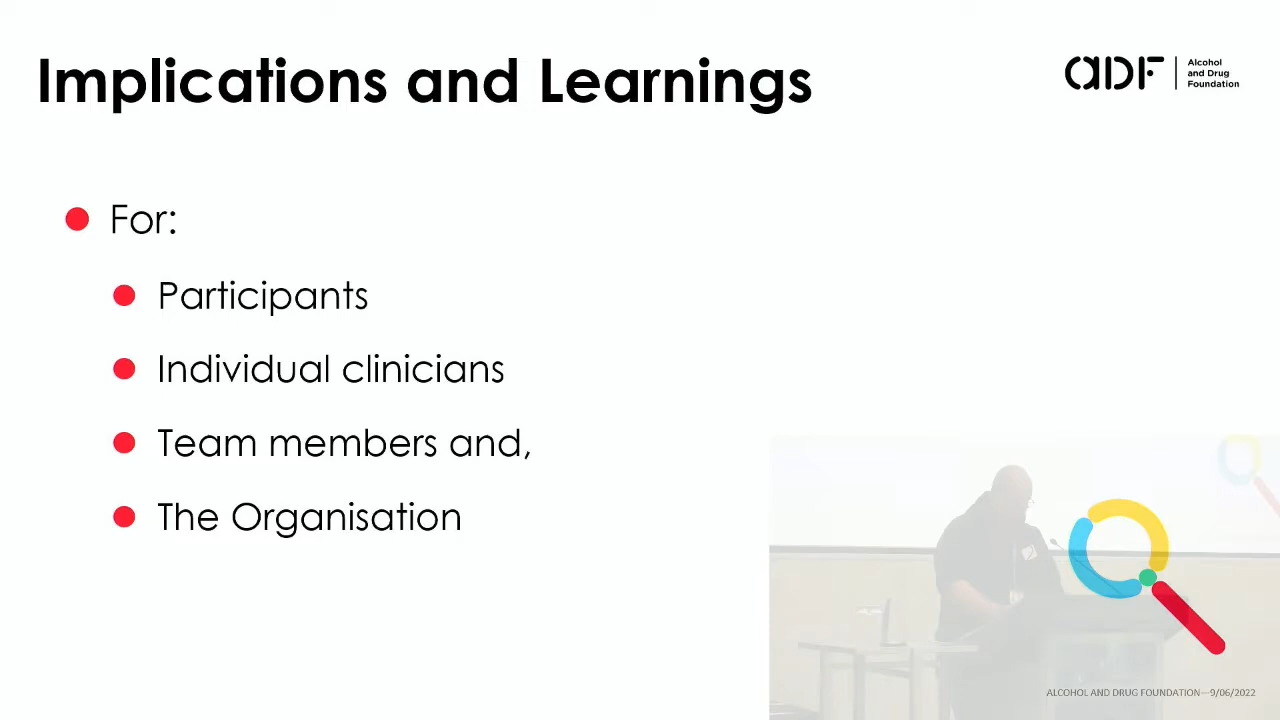 Implications and Learnings
aDF
Alcohol
and Drug
Foundation
For:
Participants
Individual clinicians
Team members and,
The Organisation
ALCOHOL AND DRUG FOUNDATION—9/06/2022